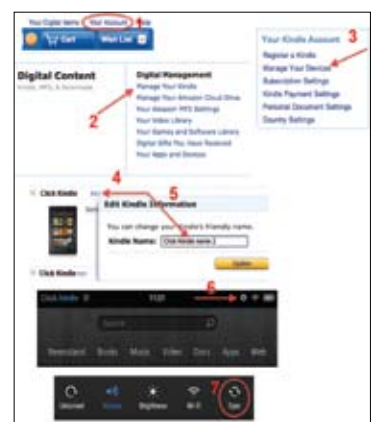 Your Digital Items Your Account Help
1
Cart Wish List
Digital Content
Kindle, MP3, & Downloads
Digital Management
Manage Your Kindle
Manage Your Amazon Cloud Drive
Your Amazon MP3 Settings
Your Video Library
Your Games and Software Library
Digital Gifts You Have Received
Your Apps and Devices
2
Your Kindle Account
3
Register a Kindle
Manage Your Devices
Subscription Settings
Kindle Payment Settings
Personal Document Settings
Country Settings
4
Click Kindle
5
Edit Kindle Information
You can change your Kindle's friendly name.
Kindle Name:
Update
Click Kindle
6
Click Kindle
Search
Newsstand Books Music Video Docs Apps Web
7
Unlocked Volume Brightness Wi-Fi Sync